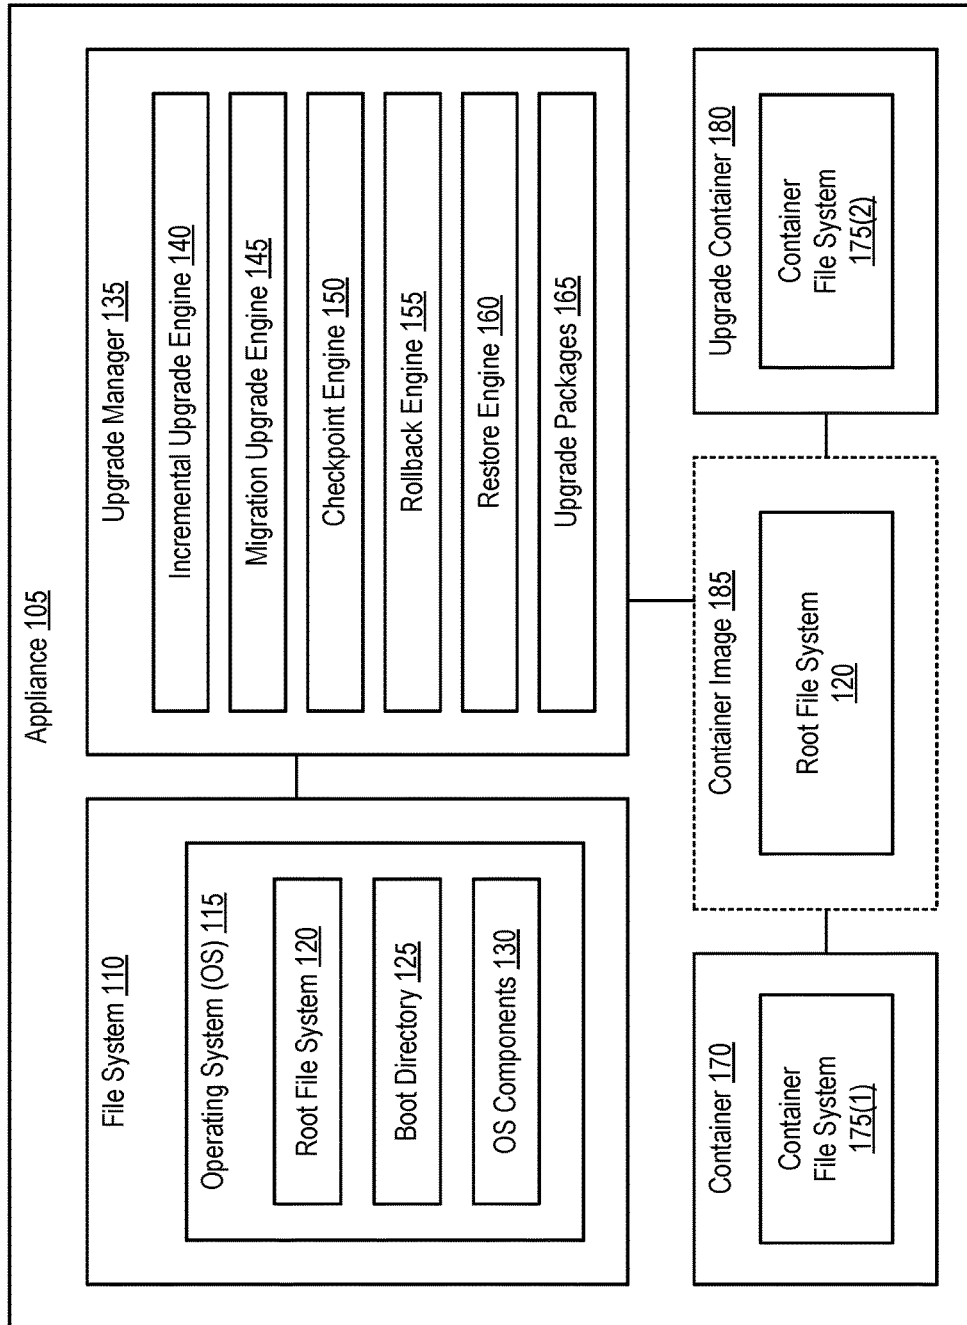 Appliance 105
File System 110
Operating System (OS) 115
Root File System 120
Boot Directory 125
OS Components 130
Upgrade Manager 135
Incremental Upgrade Engine 140
Migration Upgrade Engine 145
Checkpoint Engine 150
Rollback Engine 155
Restore Engine 160
Upgrade Packages 165
Container 170
Container
File System
175(1)
Container Image 185
Root File System
120
Upgrade Container 180
Container
File System
175(2)